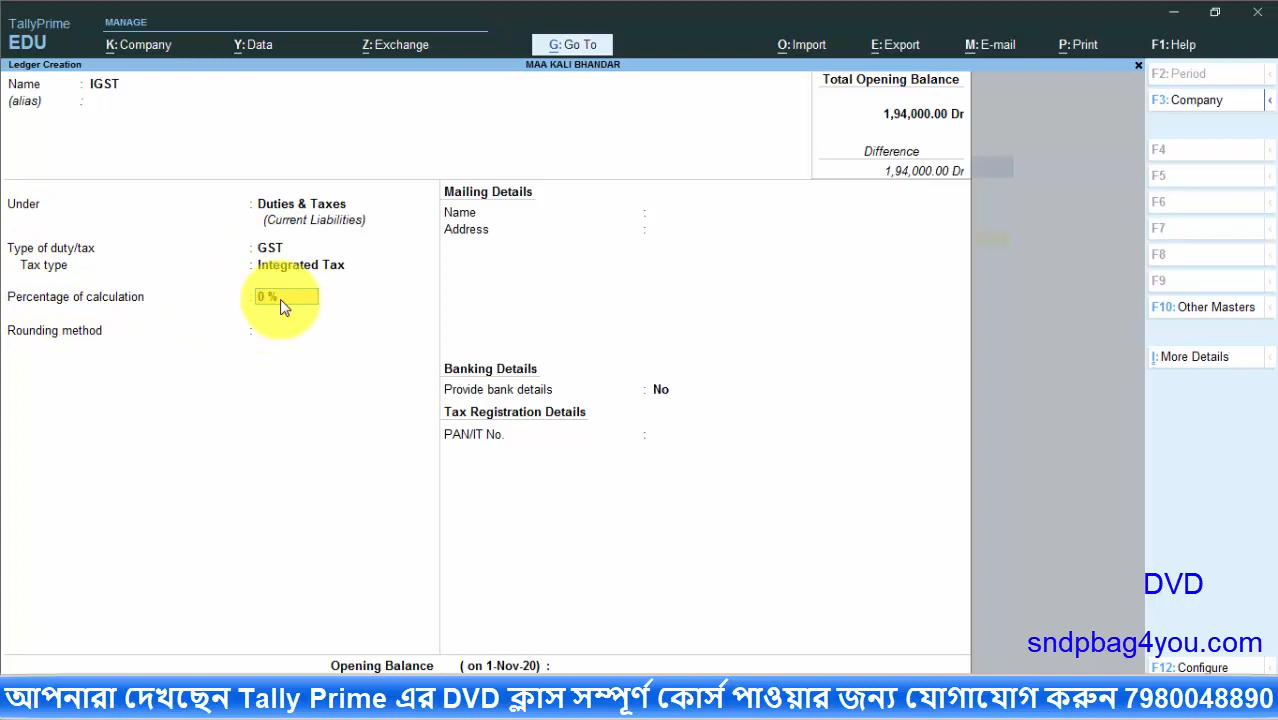 TallyPrime
EDU
MANAGE
K: Company Y: Data Z: Exchange G: Go To O: Import E: Export M: E-mail P: Print F1: Help
Ledger Creation MAA KALI BHANDAR
Name : IGST
(alias) :
Total Opening Balance
1,94,000.00 Dr
Difference
1,94,000.00 Dr
Under : Duties & Taxes
(Current Liabilities)
Type of duty/tax : GST
Tax type : Integrated Tax
Percentage of calculation : 0 %
Rounding method :
Mailing Details
Name :
Address :
Banking Details
Provide bank details : No
Tax Registration Details
PAN/IT No. :
Opening Balance ( on 1-Nov-20) :
F2: Period
F3: Company
F4
F5
F6
F7
F8
F9
F10: Other Masters
I: More Details
DVD
sndpbag4you.com
F12: Configure
আপনারা দেখছেন Tally Prime এর DVD ক্লাস সম্পূর্ণ কোর্স পাওয়ার জন্য যোগাযোগ করুন 7980048890